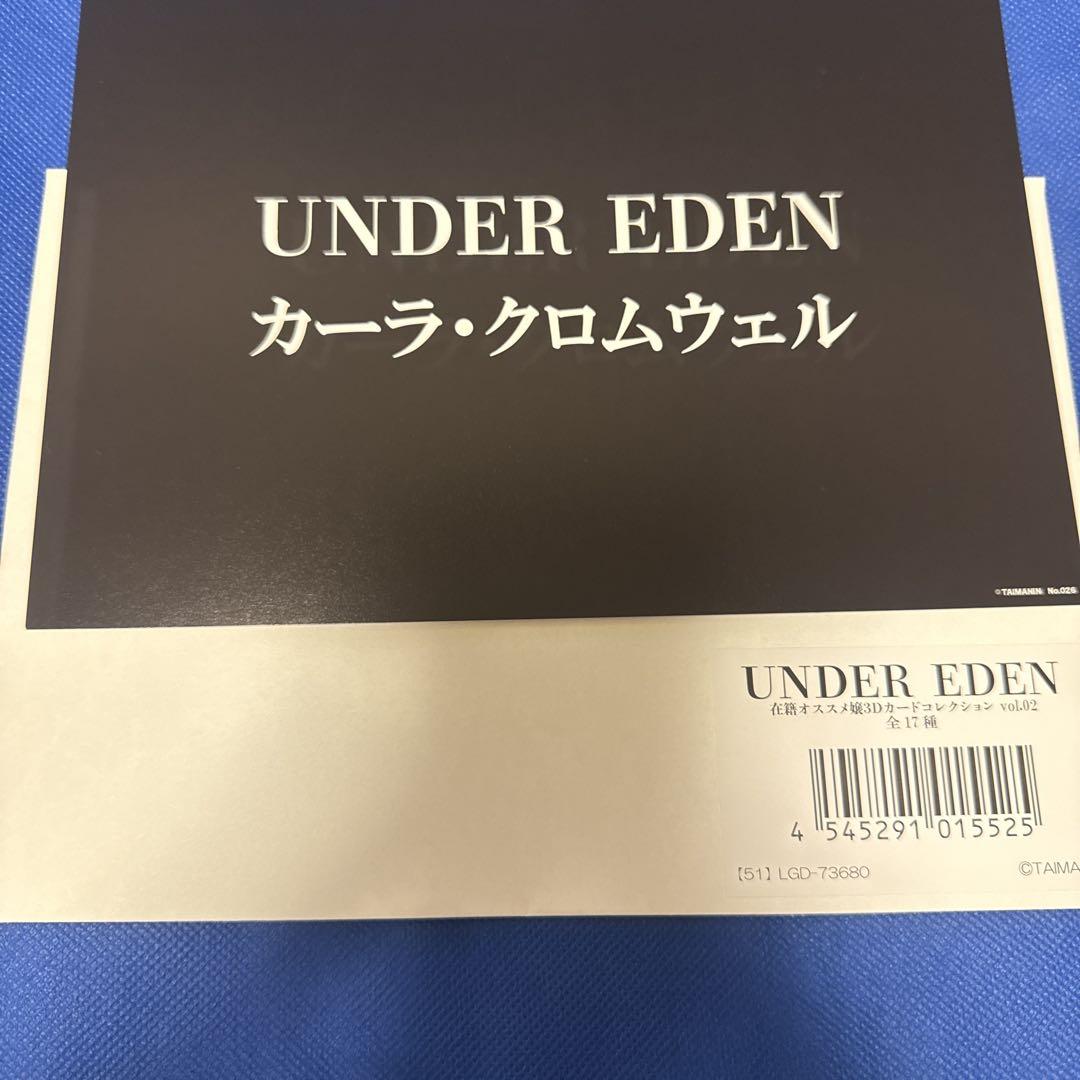 UNDER EDEN
カーラ・クロムウェル
©TAIMANIN No.026
UNDER EDEN
在籍オススメ嬢3Dカードコレクション vol.02
全17種
4 545291 015525
【51】LGD-73680
©TAIMA